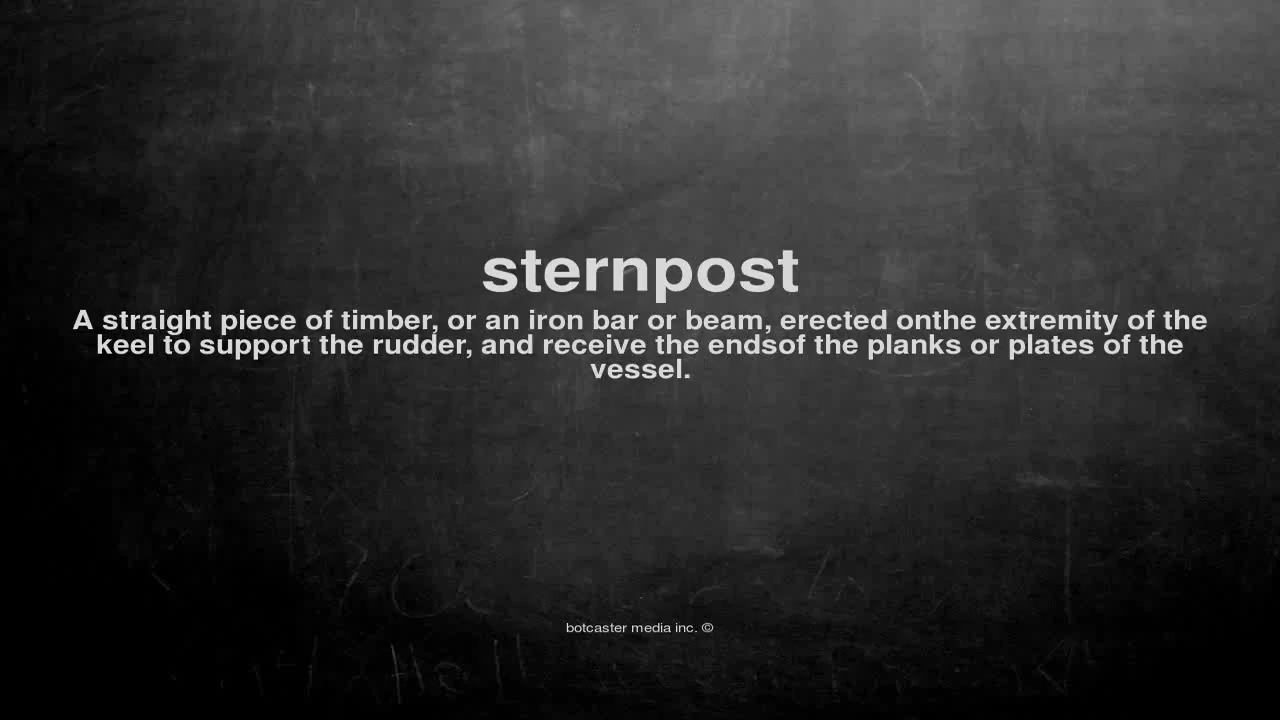 sternpost
A straight piece of timber, or an iron bar or beam, erected onthe extremity of the
keel to support the rudder, and receive the endsof the planks or plates of the
vessel.
botcaster media inc. ©